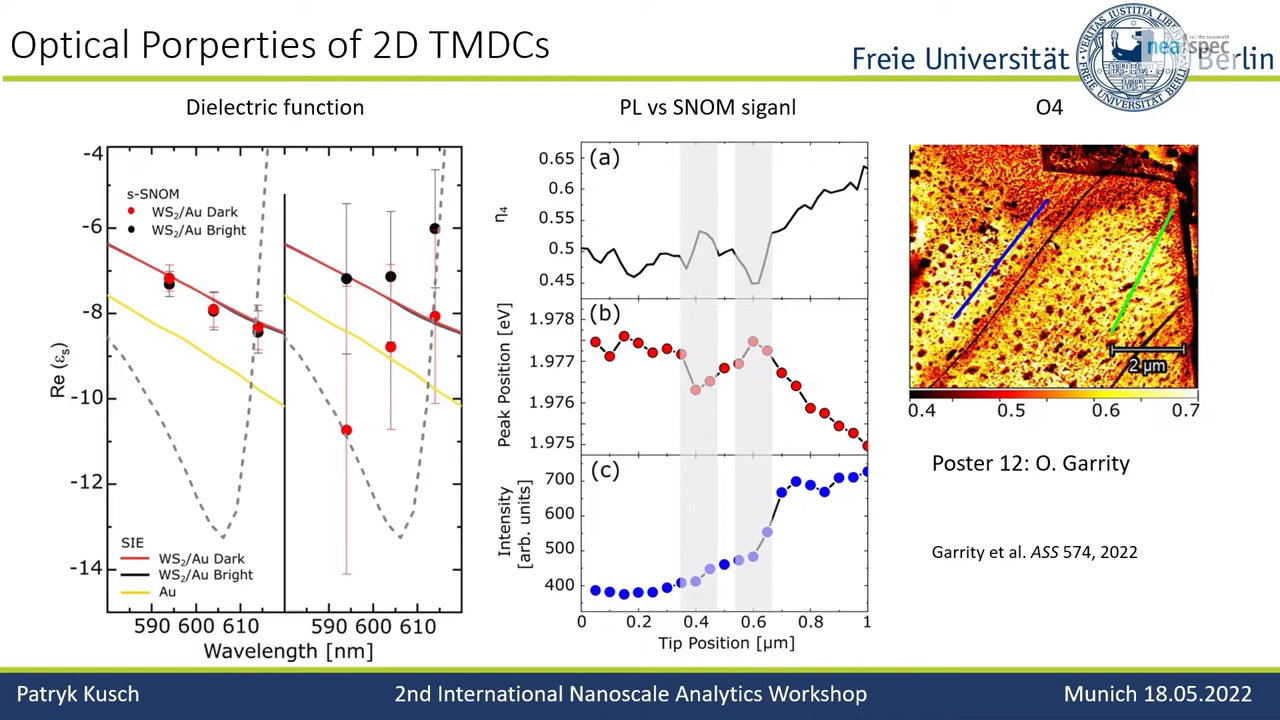 Optical Porperties of 2D TMDCs
Freie Universität Berlin
neaspec
Dielectric function
PL vs SNOM siganl
O4
-4
-6
-8
-10
-12
-14
Re (εs)
s-SNOM
WS2/Au Dark
WS2/Au Bright
SIE
WS2/Au Dark
WS2/Au Bright
Au
590 600 610
590 600 610
Wavelength [nm]
(a)
0.65
0.6
0.55
0.5
0.45
η4
(b)
1.978
1.977
1.976
1.975
Peak Position [eV]
(c)
700
600
500
400
Intensity
[arb. units]
0 0.2 0.4 0.6 0.8 1
Tip Position [µm]
2 µm
0.4 0.5 0.6 0.7
Poster 12: O. Garrity
Garrity et al. ASS 574, 2022
Patryk Kusch
2nd International Nanoscale Analytics Workshop
Munich 18.05.2022